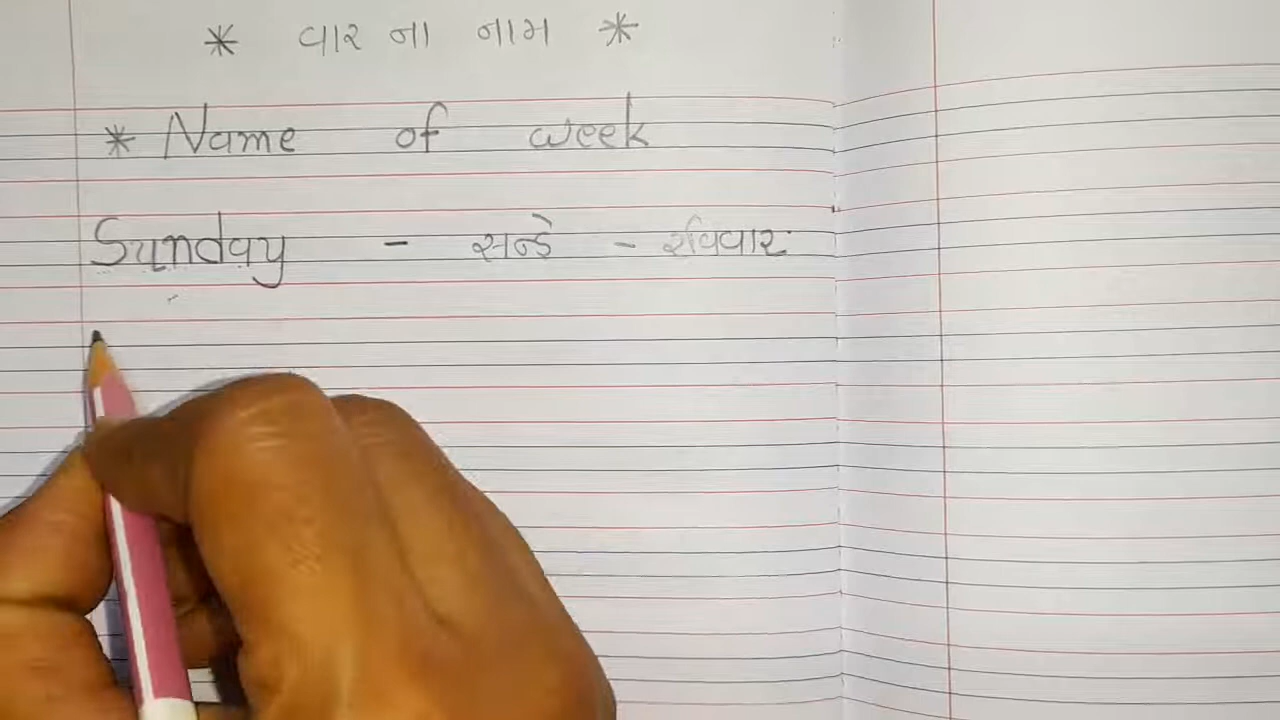 * વાર ના નામ *
* Name of week
Sunday - સન્ડે - રવિવાર